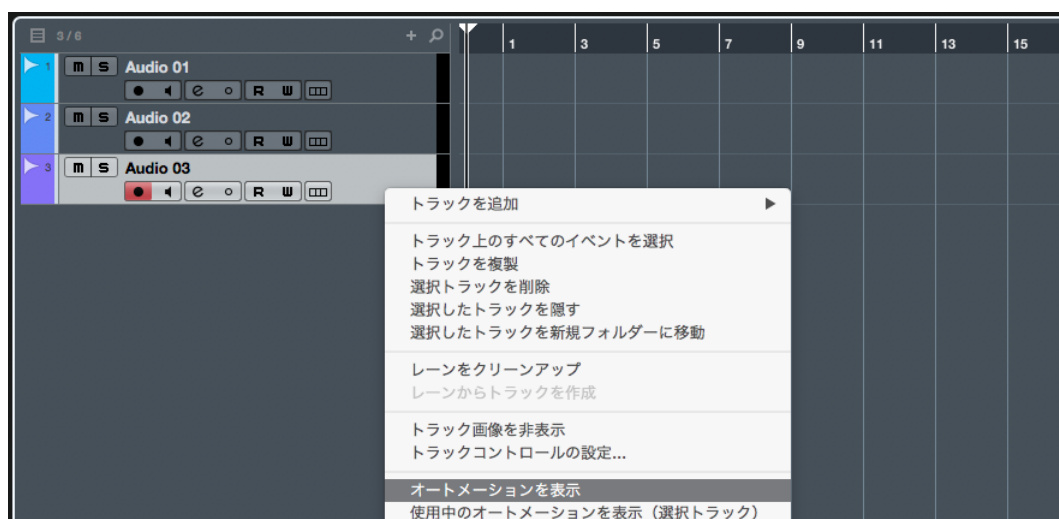 3/6
1 3 5 7 9 11 13 15
1 m S Audio 01
R W
2 m S Audio 02
R W
3 m S Audio 03
R W
トラックを追加
トラック上のすべてのイベントを選択
トラックを複製
選択トラックを削除
選択したトラックを隠す
選択したトラックを新規フォルダーに移動
レーンをクリーンアップ
レーンからトラックを作成
トラック画像を非表示
トラックコントロールの設定...
オートメーションを表示
使用中のオートメーションを表示（選択トラック）